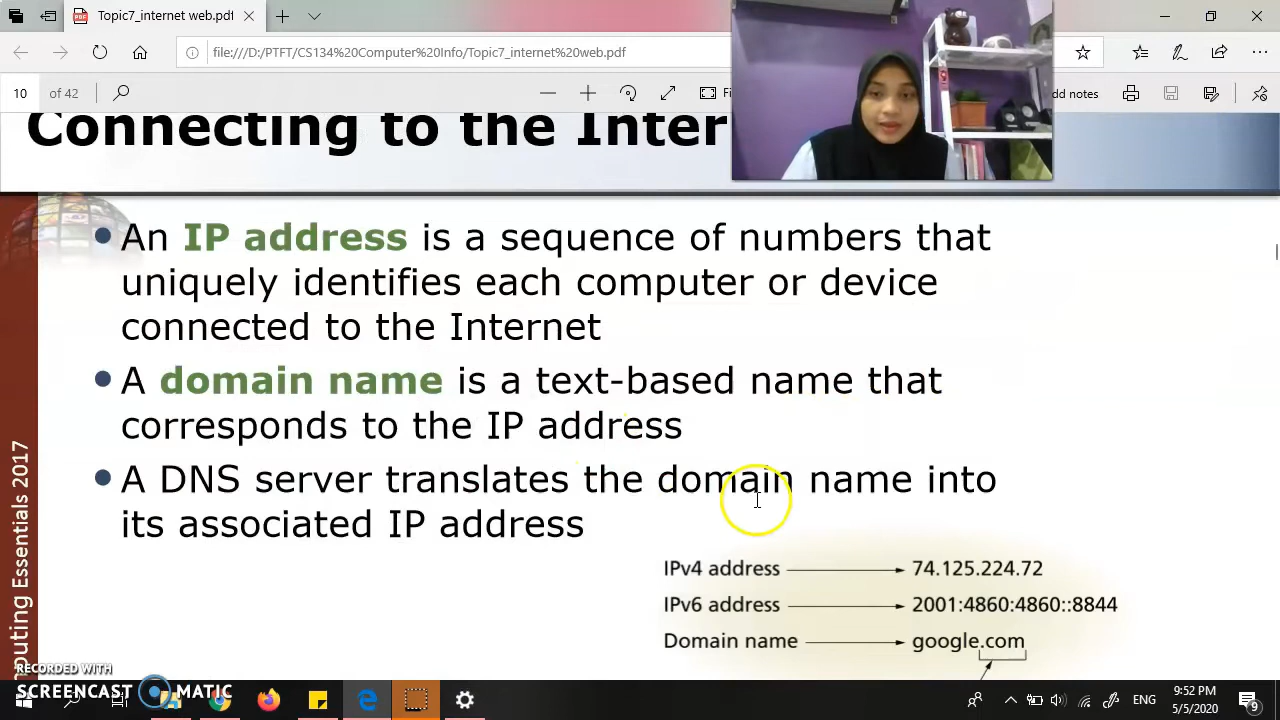 Topic7_internet web.pdf
file:///D:/PTFT/CS134%20Computer%20Info/Topic7_internet%20web.pdf
10 of 42
dd notes
Connecting to the Inter
• An IP address is a sequence of numbers that
uniquely identifies each computer or device
connected to the Internet
• A domain name is a text-based name that
corresponds to the IP address
• A DNS server translates the domain name into
its associated IP address
IPv4 address 74.125.224.72
IPv6 address 2001:4860:4860::8844
Domain name google.com
puting Essentials 2017
RECORDED WITH
SCREENCAST MATIC
ENG
9:52 PM
5/5/2020